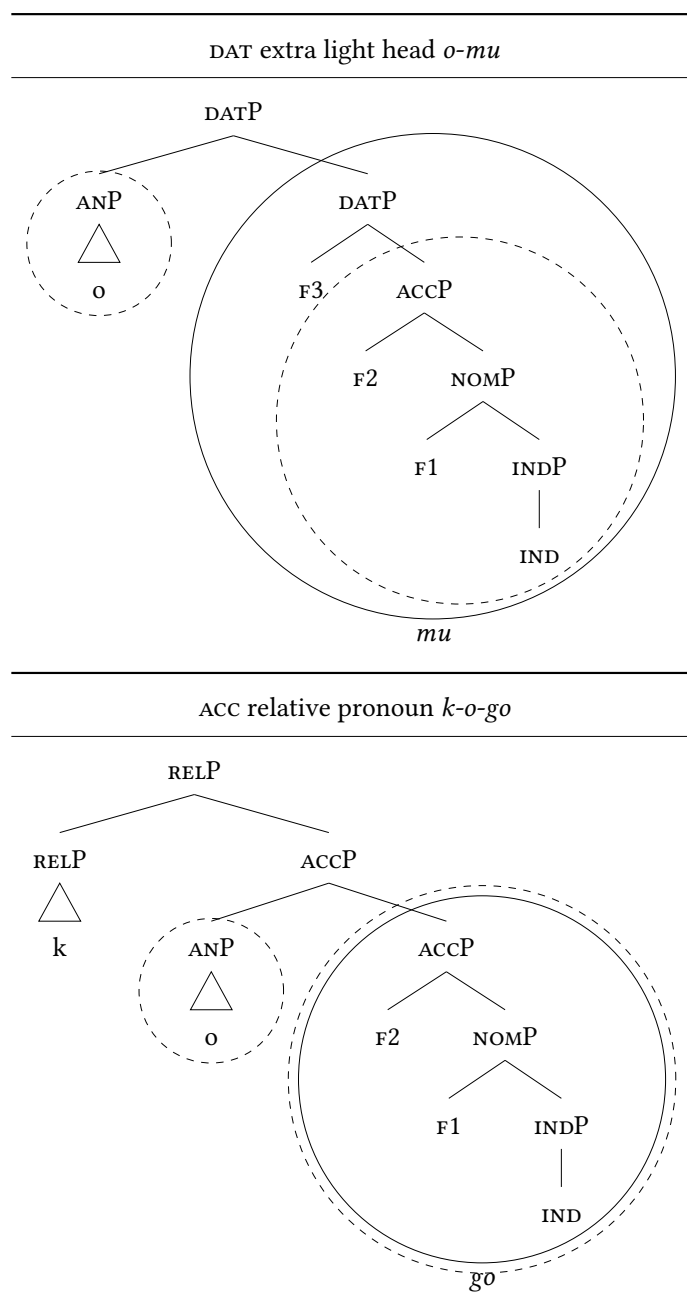 DAT extra light head o-mu
DATP
ANP DATP
o F3 ACCP
F2 NOMP
F1 INDP
IND
mu
ACC relative pronoun k-o-go
RELP
RELP ACCP
k ANP ACCP
o F2 NOMP
F1 INDP
IND
go